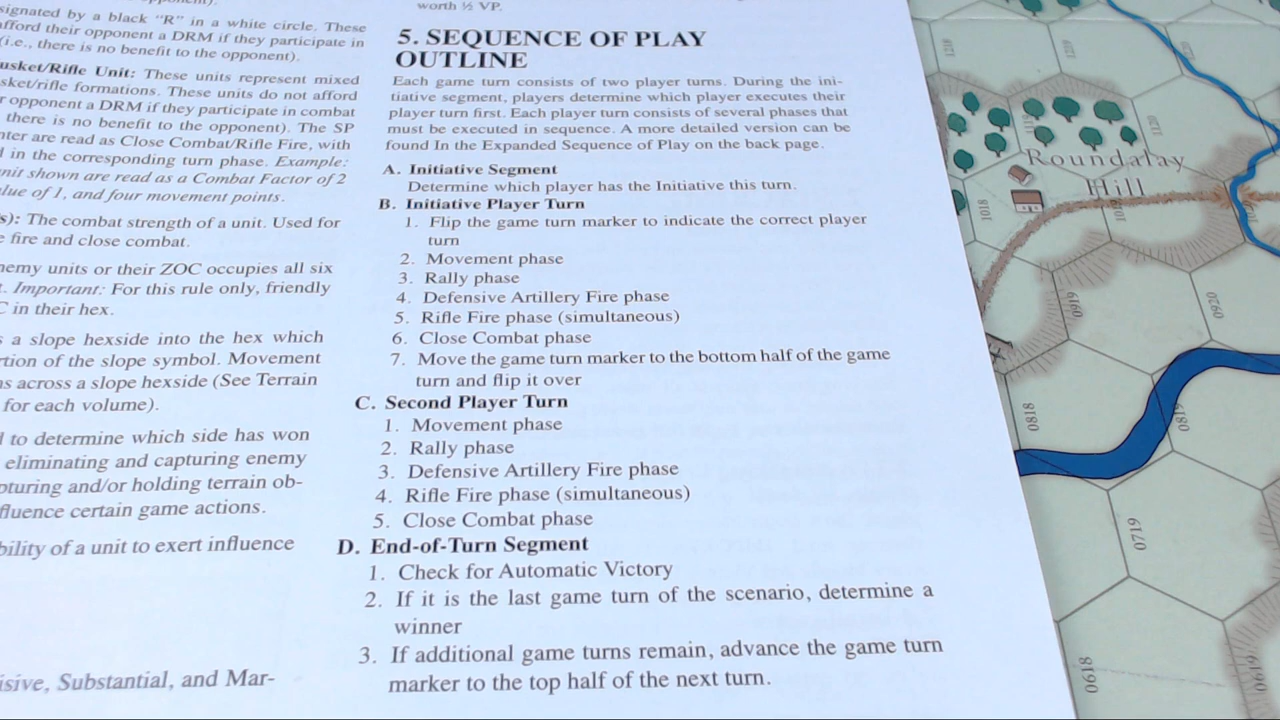 signated by a black "R" in a white circle. These
afford their opponent a DRM if they participate in
(i.e., there is no benefit to the opponent).
usket/Rifle Unit: These units represent mixed
sket/rifle formations. These units do not afford
r opponent a DRM if they participate in combat
there is no benefit to the opponent). The SP
nter are read as Close Combat/Rifle Fire, with
d in the corresponding turn phase. Example:
unit shown are read as a Combat Factor of 2
alue of 1, and four movement points.
s): The combat strength of a unit. Used for
e fire and close combat.
nemy units or their ZOC occupies all six
t. Important: For this rule only, friendly
C in their hex.
s a slope hexside into the hex which
rtion of the slope symbol. Movement
ns across a slope hexside (See Terrain
for each volume).
d to determine which side has won
eliminating and capturing enemy
pturing and/or holding terrain ob-
fluence certain game actions.
bility of a unit to exert influence
isive, Substantial, and Mar-
worth ½ VP.
5. SEQUENCE OF PLAY
OUTLINE
Each game turn consists of two player turns. During the ini-
tiative segment, players determine which player executes their
player turn first. Each player turn consists of several phases that
must be executed in sequence. A more detailed version can be
found In the Expanded Sequence of Play on the back page.
A. Initiative Segment
Determine which player has the Initiative this turn.
B. Initiative Player Turn
1. Flip the game turn marker to indicate the correct player
turn
2. Movement phase
3. Rally phase
4. Defensive Artillery Fire phase
5. Rifle Fire phase (simultaneous)
6. Close Combat phase
7. Move the game turn marker to the bottom half of the game
turn and flip it over
C. Second Player Turn
1. Movement phase
2. Rally phase
3. Defensive Artillery Fire phase
4. Rifle Fire phase (simultaneous)
5. Close Combat phase
D. End-of-Turn Segment
1. Check for Automatic Victory
2. If it is the last game turn of the scenario, determine a
winner
3. If additional game turns remain, advance the game turn
marker to the top half of the next turn.
1218
1219
1220
1119
1120
Roundalay
Hill
1018
1019
0919
0920
0818
0819
0719
0618
0619